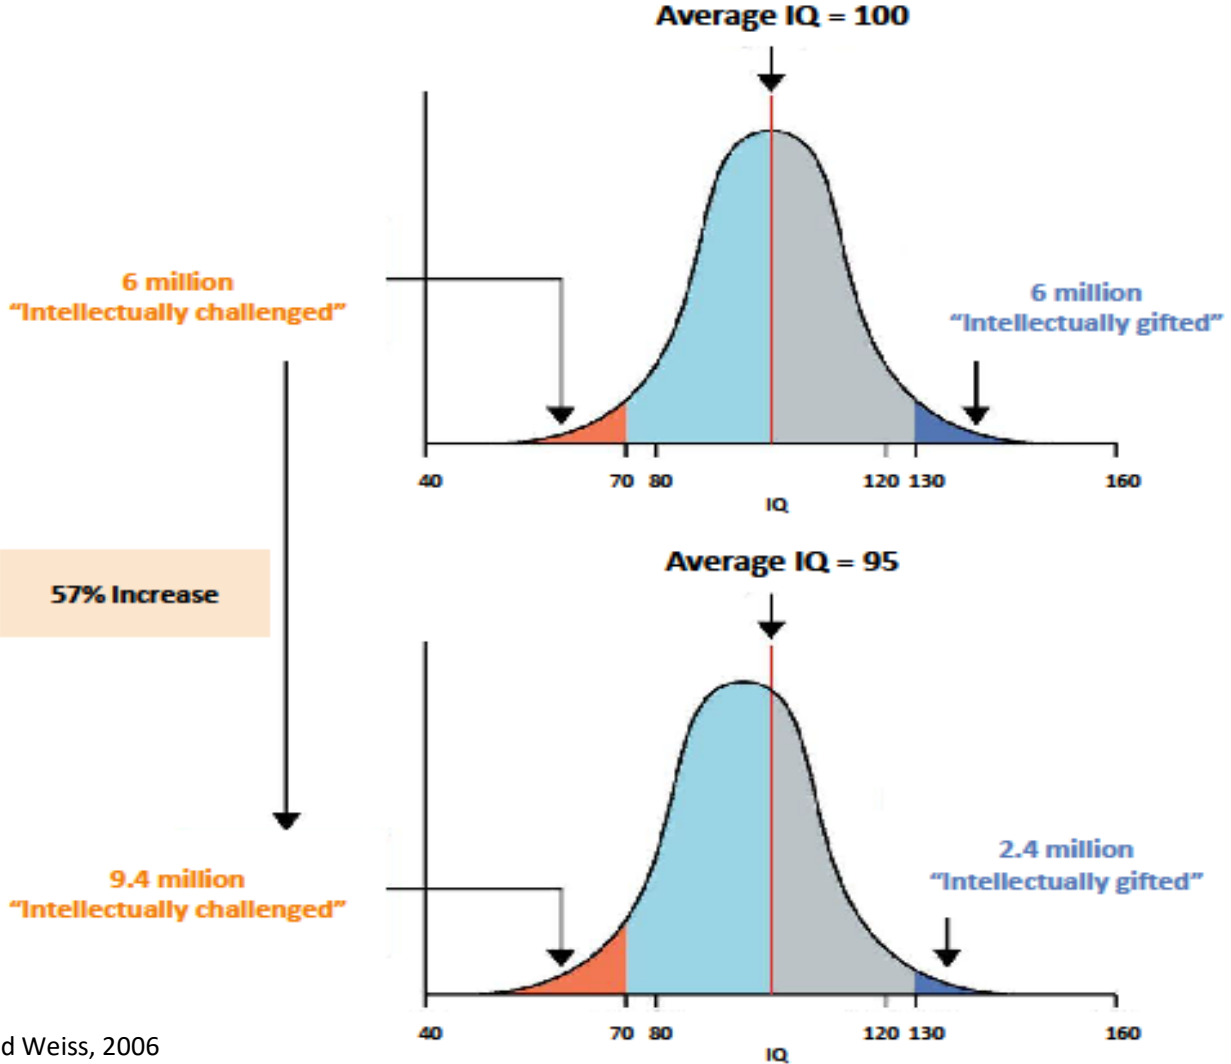 Average IQ = 100
6 million
“Intellectually challenged”
6 million
“Intellectually gifted”
40 70 80 120 130 160
IQ
57% Increase
Average IQ = 95
9.4 million
“Intellectually challenged”
2.4 million
“Intellectually gifted”
40 70 80 120 130 160
IQ
d Weiss, 2006